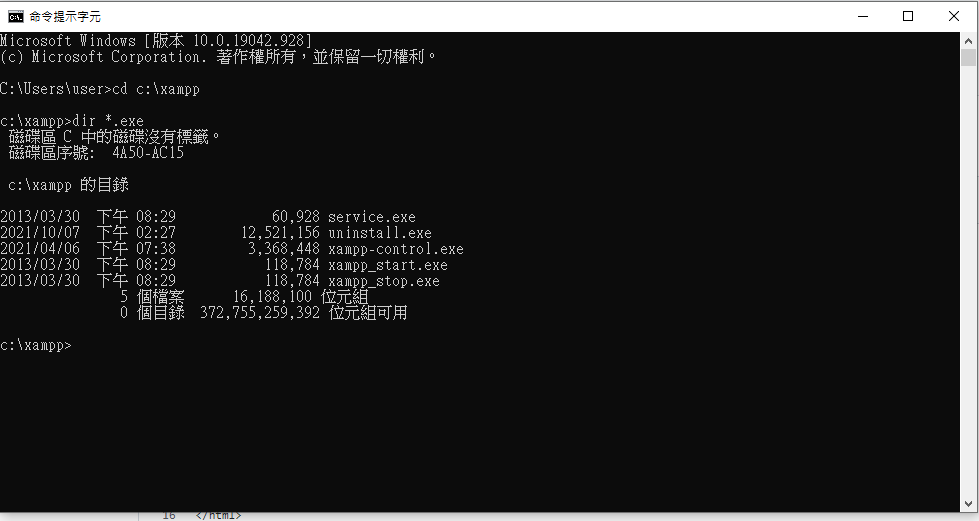 命令提示字元
Microsoft Windows [版本 10.0.19042.928]
(c) Microsoft Corporation. 著作權所有，並保留一切權利。
C:\Users\user>cd c:\xampp
c:\xampp>dir *.exe
磁碟區 C 中的磁碟沒有標籤。
磁碟區序號:  4A50-AC15
c:\xampp 的目錄
2013/03/30  下午 08:29            60,928 service.exe
2021/10/07  下午 02:27        12,521,156 uninstall.exe
2021/04/06  下午 07:38         3,368,448 xampp-control.exe
2013/03/30  下午 08:29           118,784 xampp_start.exe
2013/03/30  下午 08:29           118,784 xampp_stop.exe
5 個檔案      16,188,100 位元組
0 個目錄  372,755,259,392 位元組可用
c:\xampp>
16 </html>